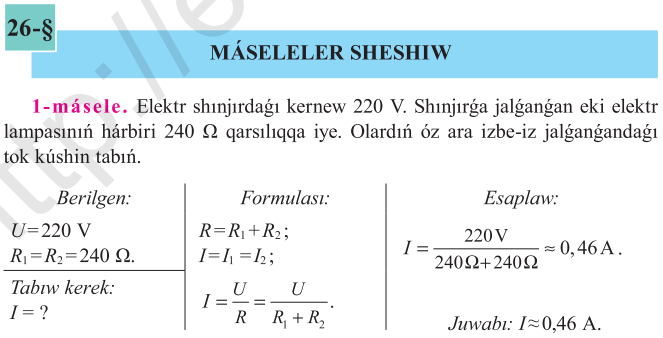 26-§
MÁSELELER SHESHIW
1-másele. Elektr shınjırdaǵı kernew 220 V. Shınjırǵa jalǵanǵan eki elektr
lampasınıń hárbiri 240 Ω qarsılıqqa iye. Olardıń óz ara izbe-iz jalǵanǵandaǵı
tok kúshin tabıń.
Berilgen:
U=220 V
R₁=R₂=240 Ω.
Tabıw kerek:
I = ?
Formulası:
R=R₁+R₂;
I=I₁=I₂;
I = U/R = U/(R₁ + R₂).
Esaplaw:
I = 220 V/(240 Ω+240 Ω) ≈ 0,46 A.
Juwabı: I≈0,46 A.
http://e